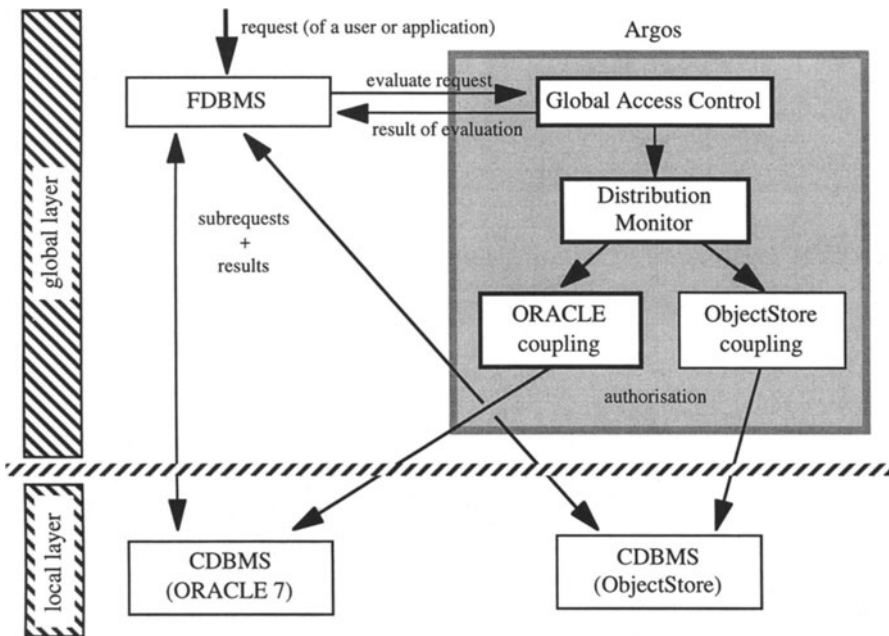 request (of a user or application)
Argos
FDBMS
evaluate request
result of evaluation
Global Access Control
Distribution
Monitor
subrequests
+
results
ORACLE
coupling
ObjectStore
coupling
authorisation
global layer
local layer
CDBMS
(ORACLE 7)
CDBMS
(ObjectStore)